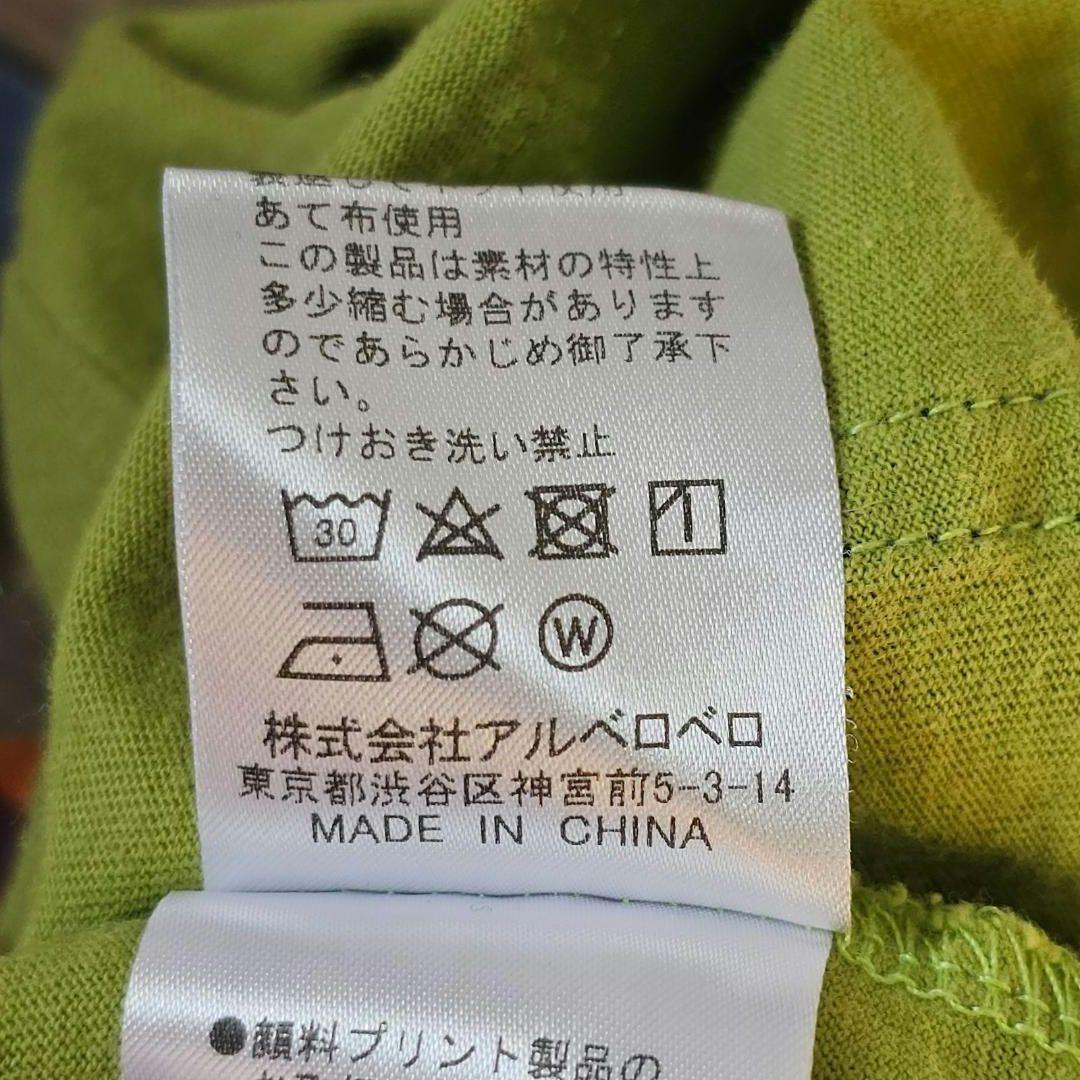 あて布使用
この製品は素材の特性上
多少縮む場合があります
のであらかじめ御了承下
さい。
つけおき洗い禁止
30
W
株式会社アルベロベロ
東京都渋谷区神宮前5-3-14
MADE IN CHINA
●顔料プリント製品の